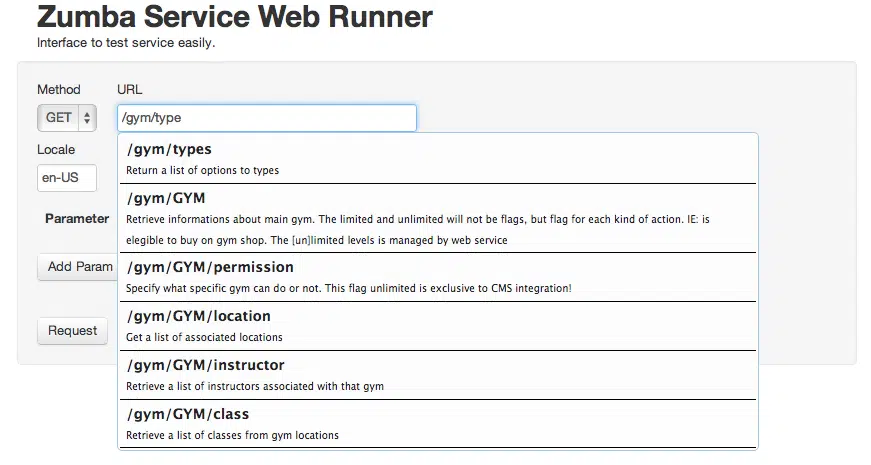 Zumba Service Web Runner
Interface to test service easily.
Method URL
GET /gym/type
/gym/types
Return a list of options to types
Locale
en-US
/gym/GYM
Retrieve informations about main gym. The limited and unlimited will not be flags, but flag for each kind of action. IE: is
elegible to buy on gym shop. The [un]limited levels is managed by web service
Parameter
/gym/GYM/permission
Specify what specific gym can do or not. This flag unlimited is exclusive to CMS integration!
Add Param
/gym/GYM/location
Get a list of associated locations
Request
/gym/GYM/instructor
Retrieve a list of instructors associated with that gym
/gym/GYM/class
Retrieve a list of classes from gym locations